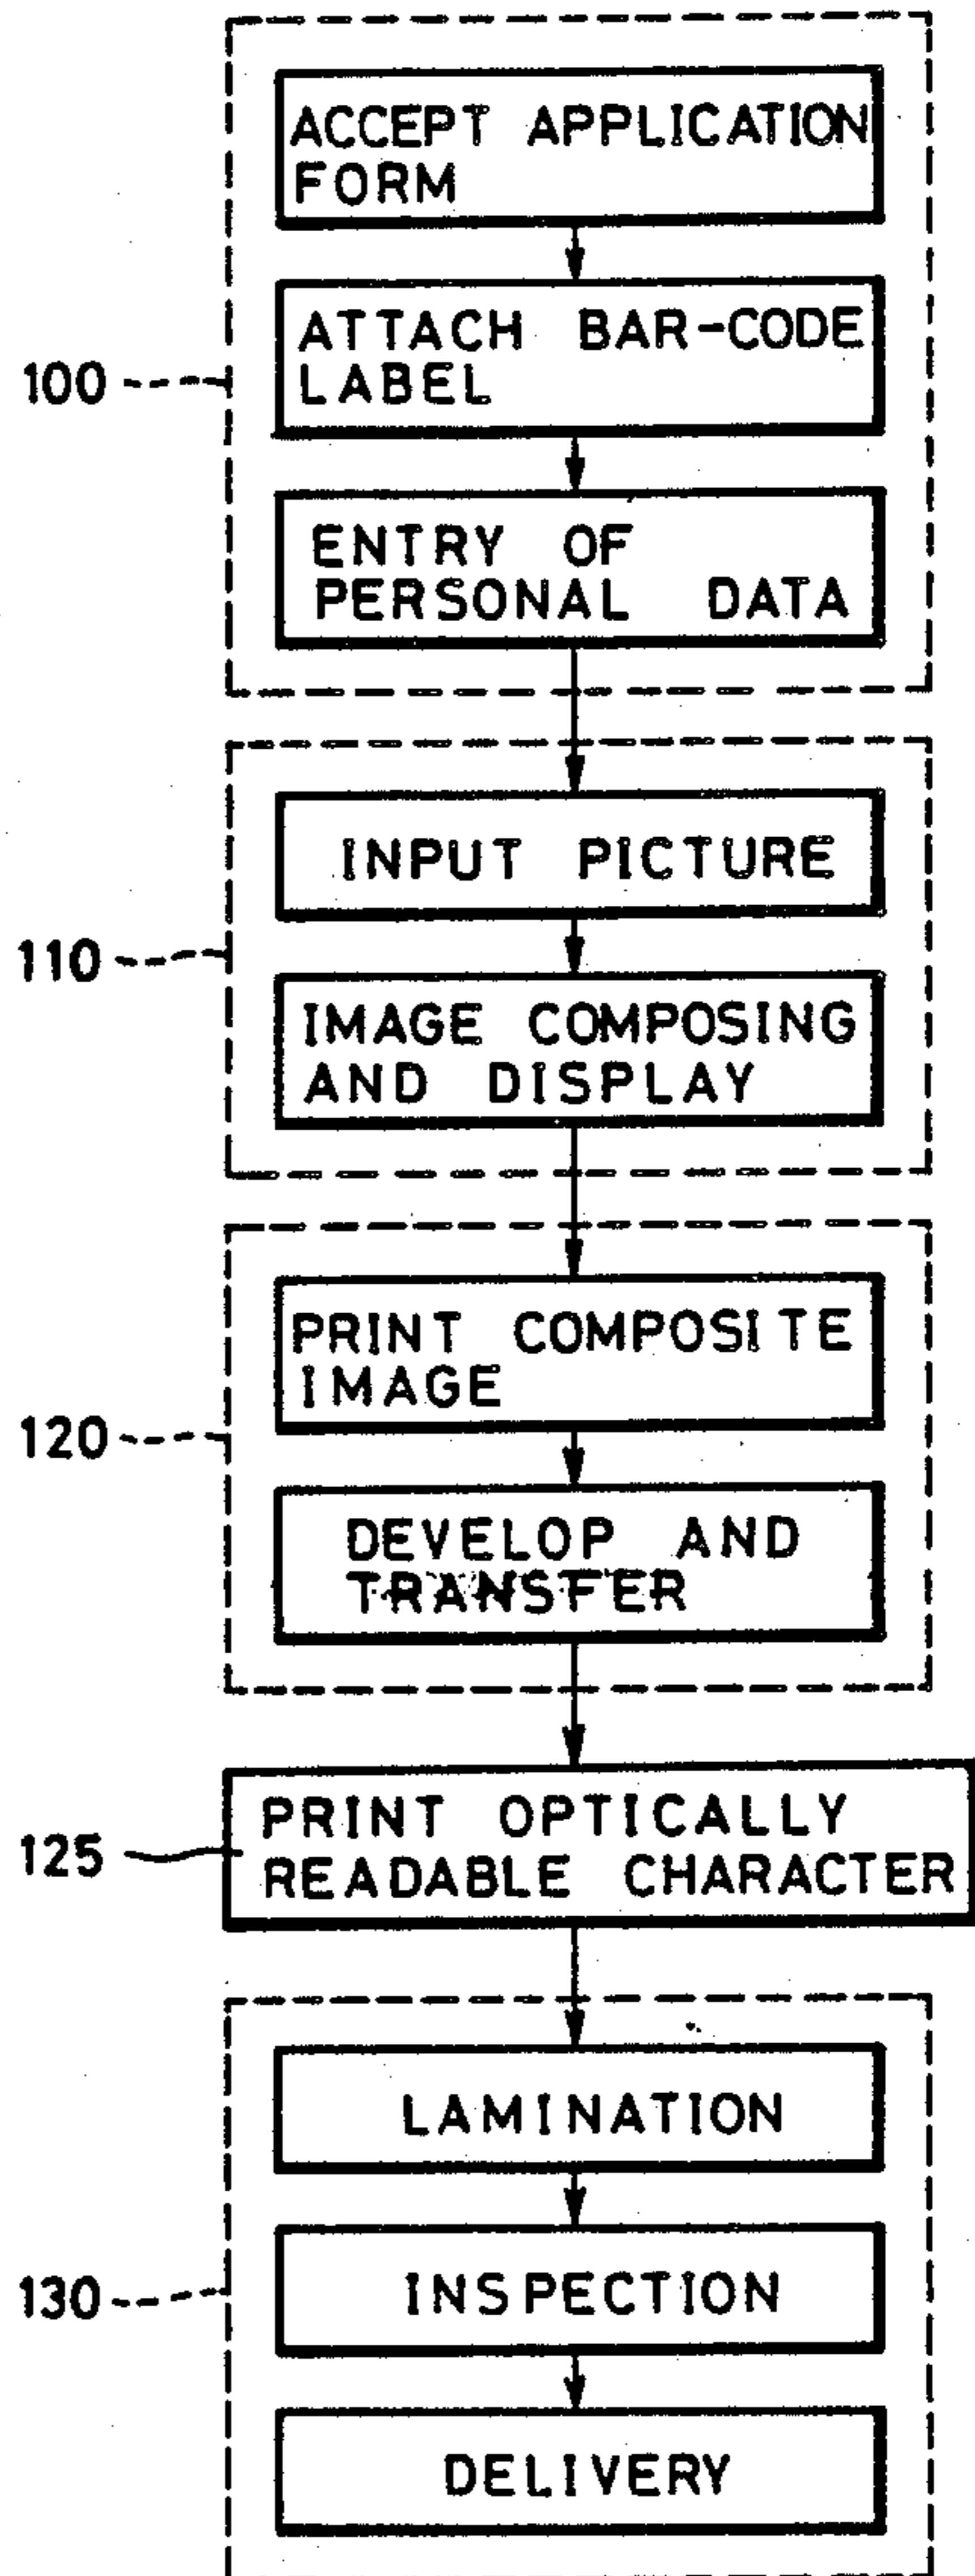 ACCEPT APPLICATION
FORM
100
ATTACH BAR-CODE
LABEL
ENTRY OF
PERSONAL DATA
INPUT PICTURE
110
IMAGE COMPOSING
AND DISPLAY
PRINT COMPOSITE
IMAGE
120
DEVELOP AND
TRANSFER
125
PRINT OPTICALLY
READABLE CHARACTER
LAMINATION
130
INSPECTION
DELIVERY